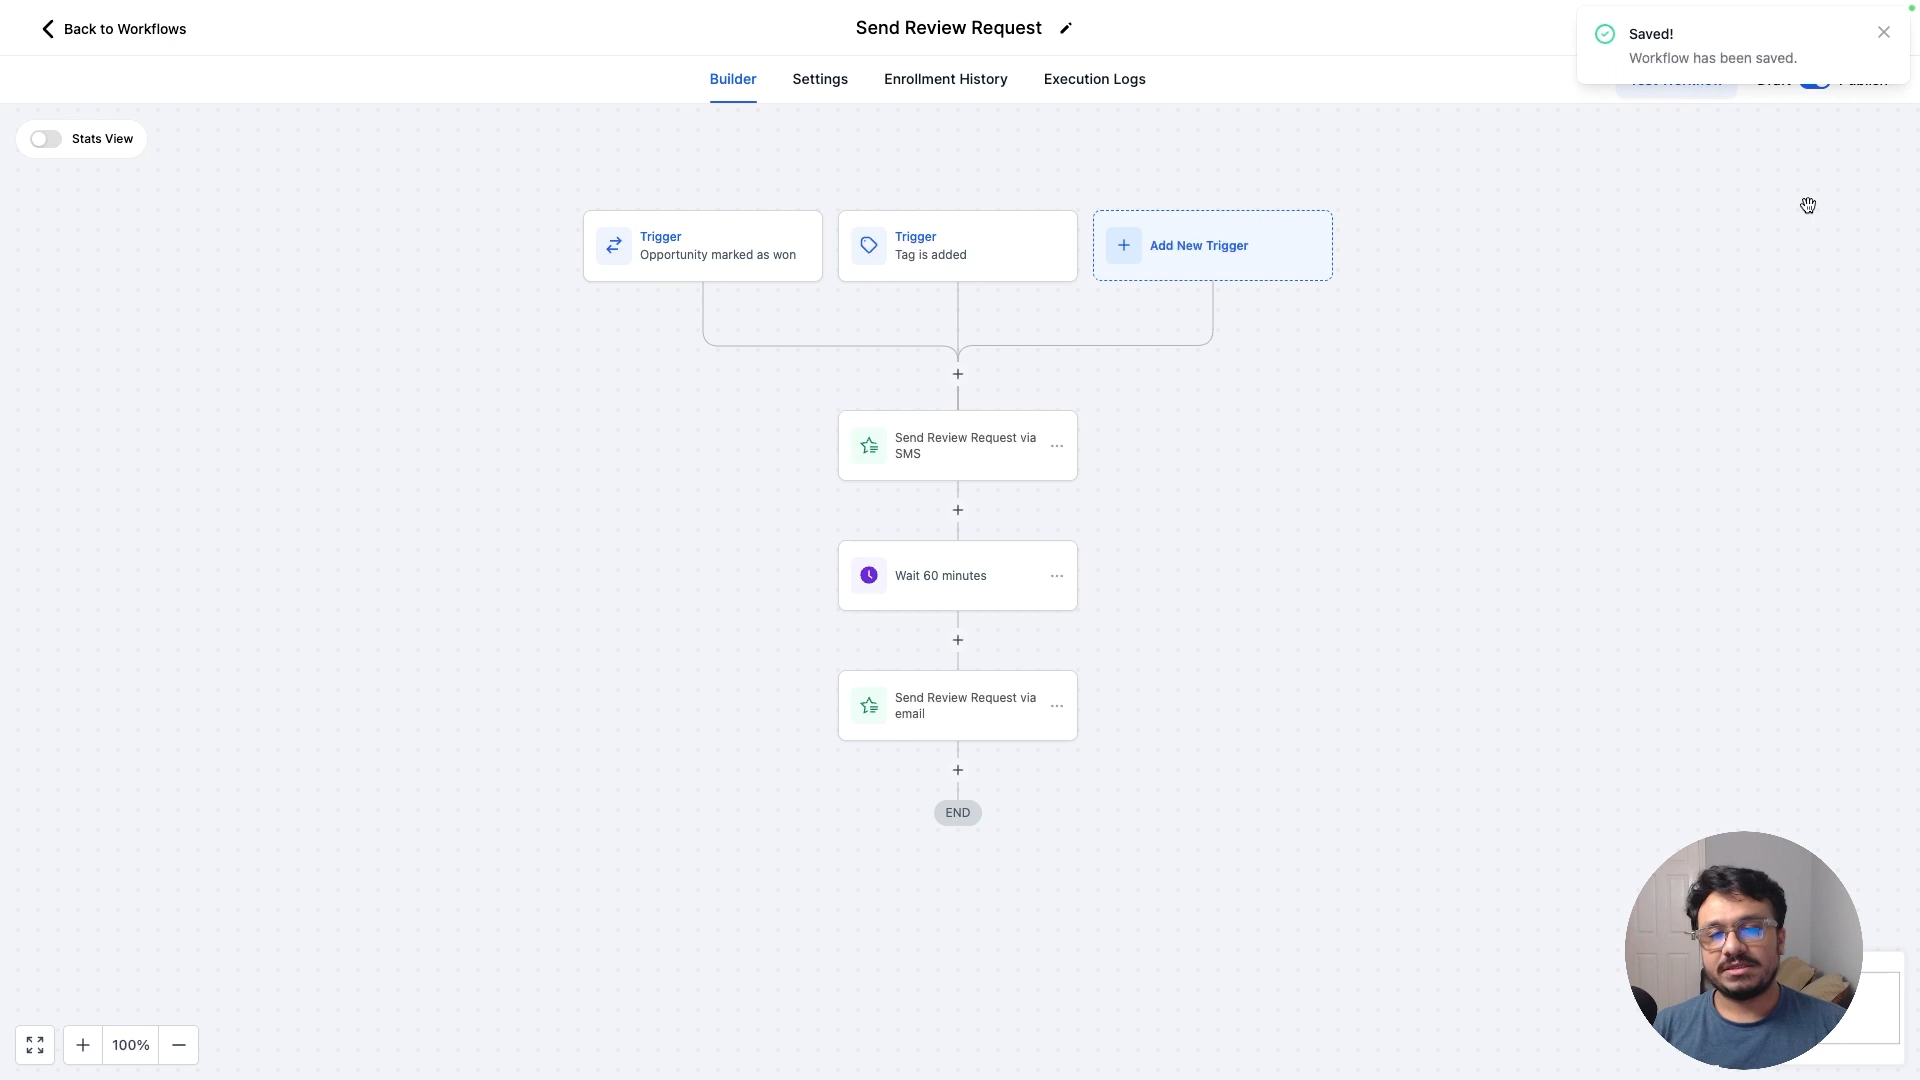 Back to Workflows
Send Review Request
Saved!
Workflow has been saved.
Builder
Settings
Enrollment History
Execution Logs
Stats View
Trigger
Opportunity marked as won
Trigger
Tag is added
Add New Trigger
Send Review Request via
SMS
Wait 60 minutes
Send Review Request via
email
END
100%